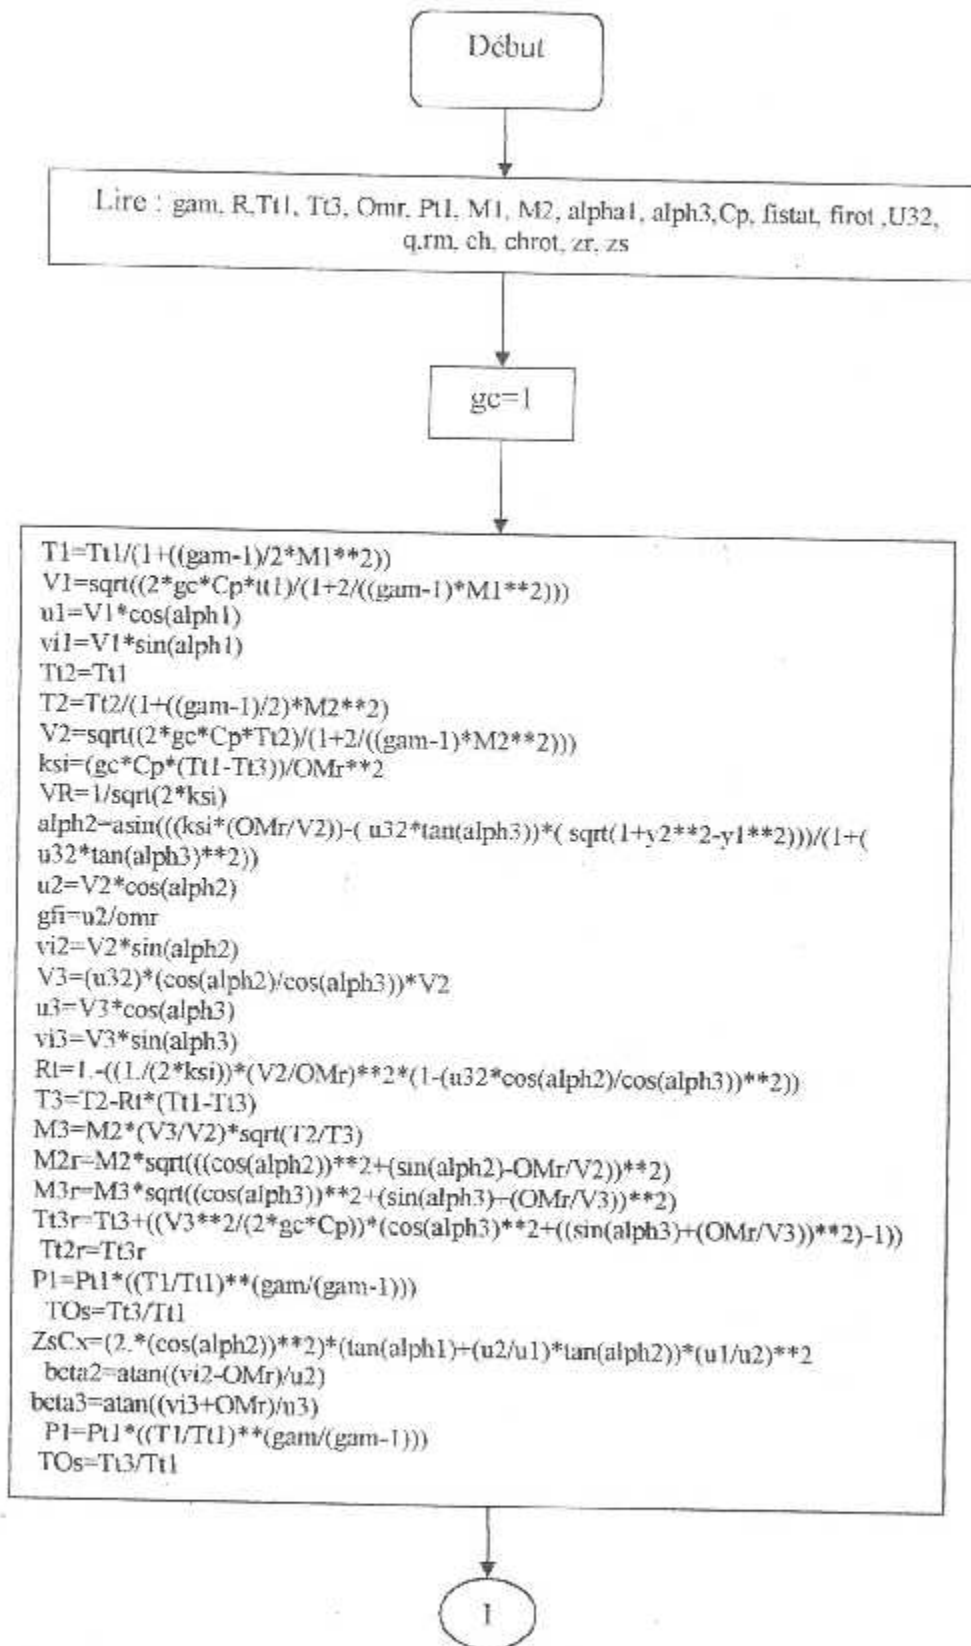 Début
Lire : gam, R,Tt1, Tt3, Omr, Pt1, M1, M2, alpha1, alph3,Cp, fistat, firot ,U32,
q,rm, ch, chrot, zr, zs
gc=1
T1=Tt1/(1+((gam-1)/2*M1**2))
V1=sqrt((2*gc*Cp*tt1)/(1+2/((gam-1)*M1**2)))
u1=V1*cos(alph1)
vi1=V1*sin(alph1)
Tt2=Tt1
T2=Tt2/(1+((gam-1)/2)*M2**2)
V2=sqrt((2*gc*Cp*Tt2)/(1+2/((gam-1)*M2**2)))
ksi=(gc*Cp*(Tt1-Tt3))/OMr**2
VR=1/sqrt(2*ksi)
alph2=asin(((ksi*(OMr/V2))-( u32*tan(alph3))*( sqrt(1+y2**2-y1**2)))/(1+(
u32*tan(alph3)**2))
u2=V2*cos(alph2)
gfi=u2/omr
vi2=V2*sin(alph2)
V3=(u32)*(cos(alph2)/cos(alph3))*V2
u3=V3*cos(alph3)
vi3=V3*sin(alph3)
Rt=1.-((1./(2*ksi))*(V2/OMr)**2*(1-(u32*cos(alph2)/cos(alph3))**2))
T3=T2-Rt*(Tt1-Tt3)
M3=M2*(V3/V2)*sqrt(T2/T3)
M2r=M2*sqrt(((cos(alph2))**2+(sin(alph2)-OMr/V2))**2)
M3r=M3*sqrt((cos(alph3))**2+(sin(alph3)+(OMr/V3))**2)
Tt3r=Tt3+((V3**2/(2*gc*Cp))*(cos(alph3)**2+((sin(alph3)+(OMr/V3))**2)-1))
Tt2r=Tt3r
P1=Pt1*((T1/Tt1)**(gam/(gam-1)))
TOs=Tt3/Tt1
ZsCx=(2.*(cos(alph2))**2)*(tan(alph1)+(u2/u1)*tan(alph2))*(u1/u2)**2
beta2=atan((vi2-OMr)/u2)
beta3=atan((vi3+OMr)/u3)
P1=Pt1*((T1/Tt1)**(gam/(gam-1)))
TOs=Tt3/Tt1
1